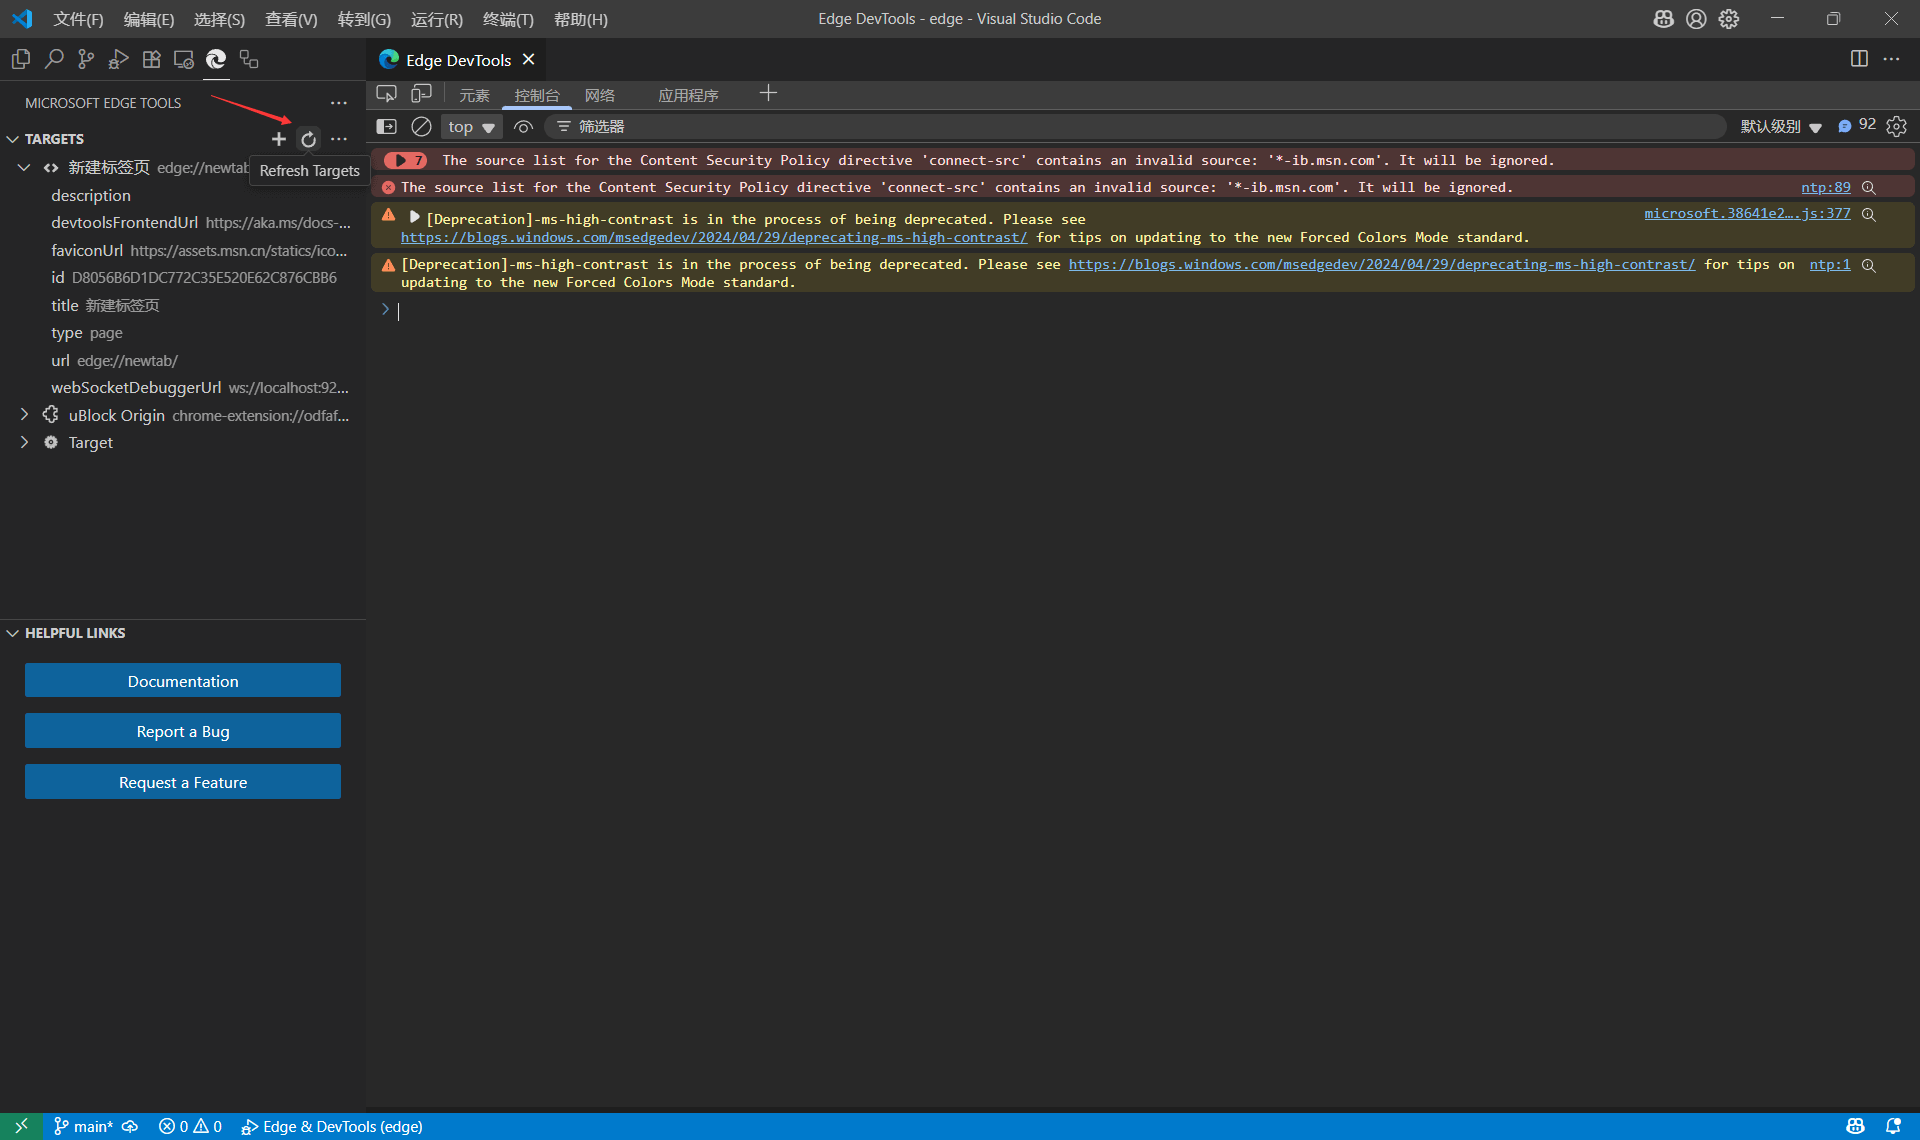 文件(F) 编辑(E) 选择(S) 查看(V) 转到(G) 运行(R) 终端(T) 帮助(H) Edge DevTools - edge - Visual Studio Code
Edge DevTools
MICROSOFT EDGE TOOLS
元素 控制台 网络 应用程序
top 筛选器 默认级别 92
TARGETS
新建标签页 edge://newtab
Refresh Targets
description
devtoolsFrontendUrl https://aka.ms/docs-...
faviconUrl https://assets.msn.cn/statics/ico...
id D8056B6D1DC772C35E520E62C876CBB6
title 新建标签页
type page
url edge://newtab/
webSocketDebuggerUrl ws://localhost:92...
uBlock Origin chrome-extension://odfaf...
Target
7 The source list for the Content Security Policy directive 'connect-src' contains an invalid source: '*-ib.msn.com'. It will be ignored.
The source list for the Content Security Policy directive 'connect-src' contains an invalid source: '*-ib.msn.com'. It will be ignored. ntp:89
[Deprecation]-ms-high-contrast is in the process of being deprecated. Please see microsoft.38641e2….js:377
https://blogs.windows.com/msedgedev/2024/04/29/deprecating-ms-high-contrast/ for tips on updating to the new Forced Colors Mode standard.
[Deprecation]-ms-high-contrast is in the process of being deprecated. Please see https://blogs.windows.com/msedgedev/2024/04/29/deprecating-ms-high-contrast/ for tips on ntp:1
updating to the new Forced Colors Mode standard.
HELPFUL LINKS
Documentation
Report a Bug
Request a Feature
main* 0 0 Edge & DevTools (edge)